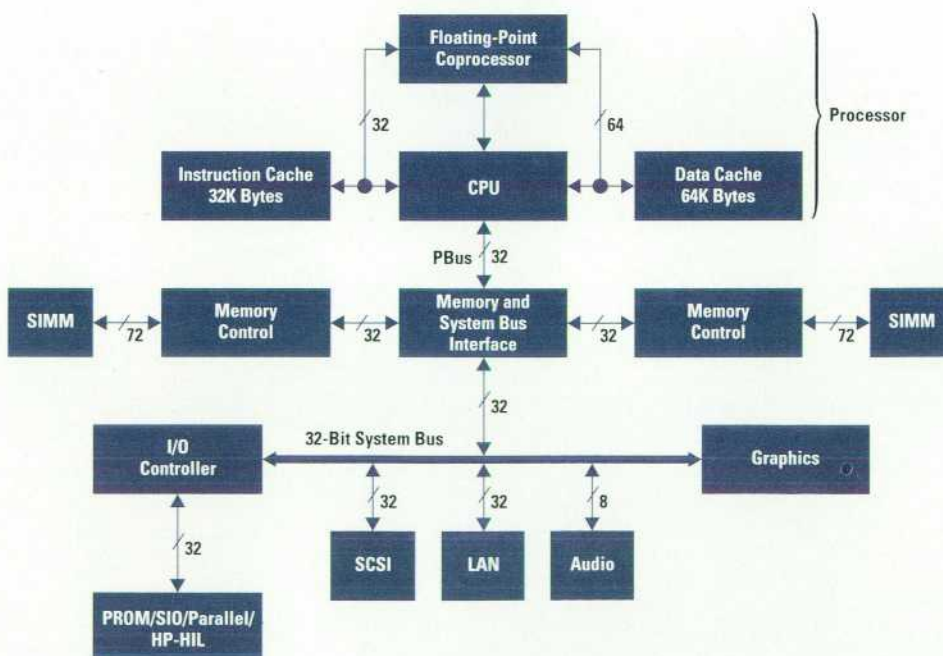 Floating-Point
Coprocessor
32
64
Processor
Instruction Cache
32K Bytes
CPU
Data Cache
64K Bytes
PBus
32
SIMM
72
Memory
Control
32
Memory and
System Bus
Interface
32
Memory
Control
72
SIMM
32
I/O
Controller
32-Bit System Bus
Graphics
32
32
32
8
SCSI
LAN
Audio
PROM/SIO/Parallel/
HP-HIL